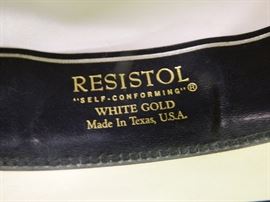 RESISTOL
"SELF-CONFORMING"®
WHITE GOLD
Made In Texas, U.S.A.